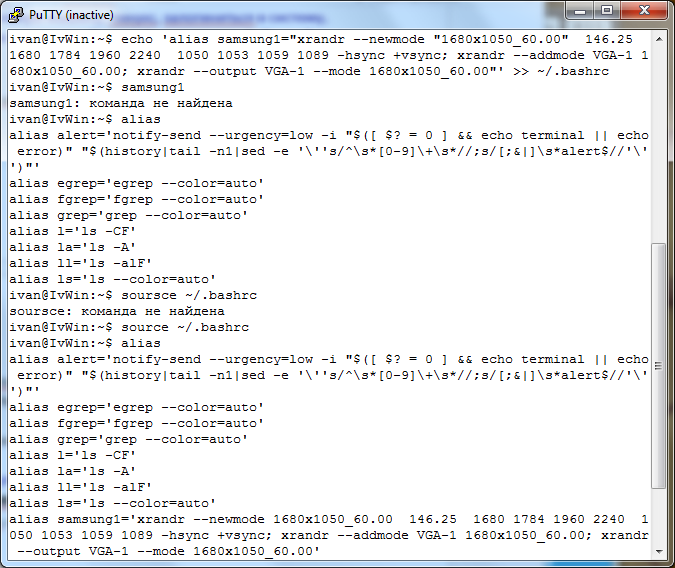 PuTTY (inactive)
ivan@IvWin:~$ echo 'alias samsung1="xrandr --newmode "1680x1050_60.00"  146.25
1680 1784 1960 2240  1050 1053 1059 1089 -hsync +vsync; xrandr --addmode VGA-1 1
680x1050_60.00; xrandr --output VGA-1 --mode 1680x1050_60.00"' >> ~/.bashrc
ivan@IvWin:~$ samsung1
samsung1: команда не найдена
ivan@IvWin:~$ alias
alias alert='notify-send --urgency=low -i "$([ $? = 0 ] && echo terminal || echo
 error)" "$(history|tail -n1|sed -e '\''s/^\s*[0-9]\+\s*//;s/[;&|]\s*alert$//'\'
')"'
alias egrep='egrep --color=auto'
alias fgrep='fgrep --color=auto'
alias grep='grep --color=auto'
alias l='ls -CF'
alias la='ls -A'
alias ll='ls -alF'
alias ls='ls --color=auto'
ivan@IvWin:~$ soursce ~/.bashrc
soursce: команда не найдена
ivan@IvWin:~$ source ~/.bashrc
ivan@IvWin:~$ alias
alias alert='notify-send --urgency=low -i "$([ $? = 0 ] && echo terminal || echo
 error)" "$(history|tail -n1|sed -e '\''s/^\s*[0-9]\+\s*//;s/[;&|]\s*alert$//'\'
')"'
alias egrep='egrep --color=auto'
alias fgrep='fgrep --color=auto'
alias grep='grep --color=auto'
alias l='ls -CF'
alias la='ls -A'
alias ll='ls -alF'
alias ls='ls --color=auto'
alias samsung1='xrandr --newmode 1680x1050_60.00  146.25  1680 1784 1960 2240  1
050 1053 1059 1089 -hsync +vsync; xrandr --addmode VGA-1 1680x1050_60.00; xrandr
 --output VGA-1 --mode 1680x1050_60.00'